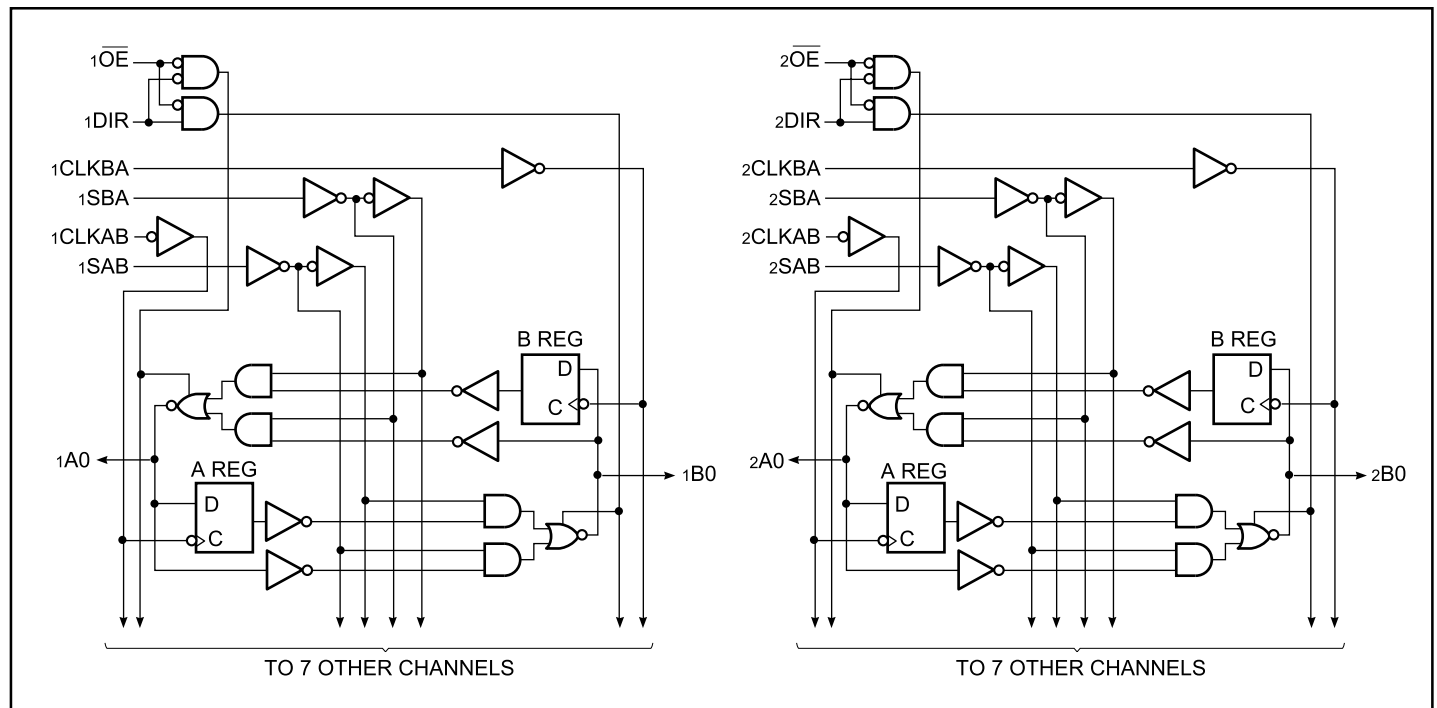 1OE
1DIR
1CLKBA
1SBA
1CLKAB
1SAB
B REG
D
C
1A0
A REG
1B0
D
C
TO 7 OTHER CHANNELS
2OE
2DIR
2CLKBA
2SBA
2CLKAB
2SAB
B REG
D
C
2A0
A REG
2B0
D
C
TO 7 OTHER CHANNELS